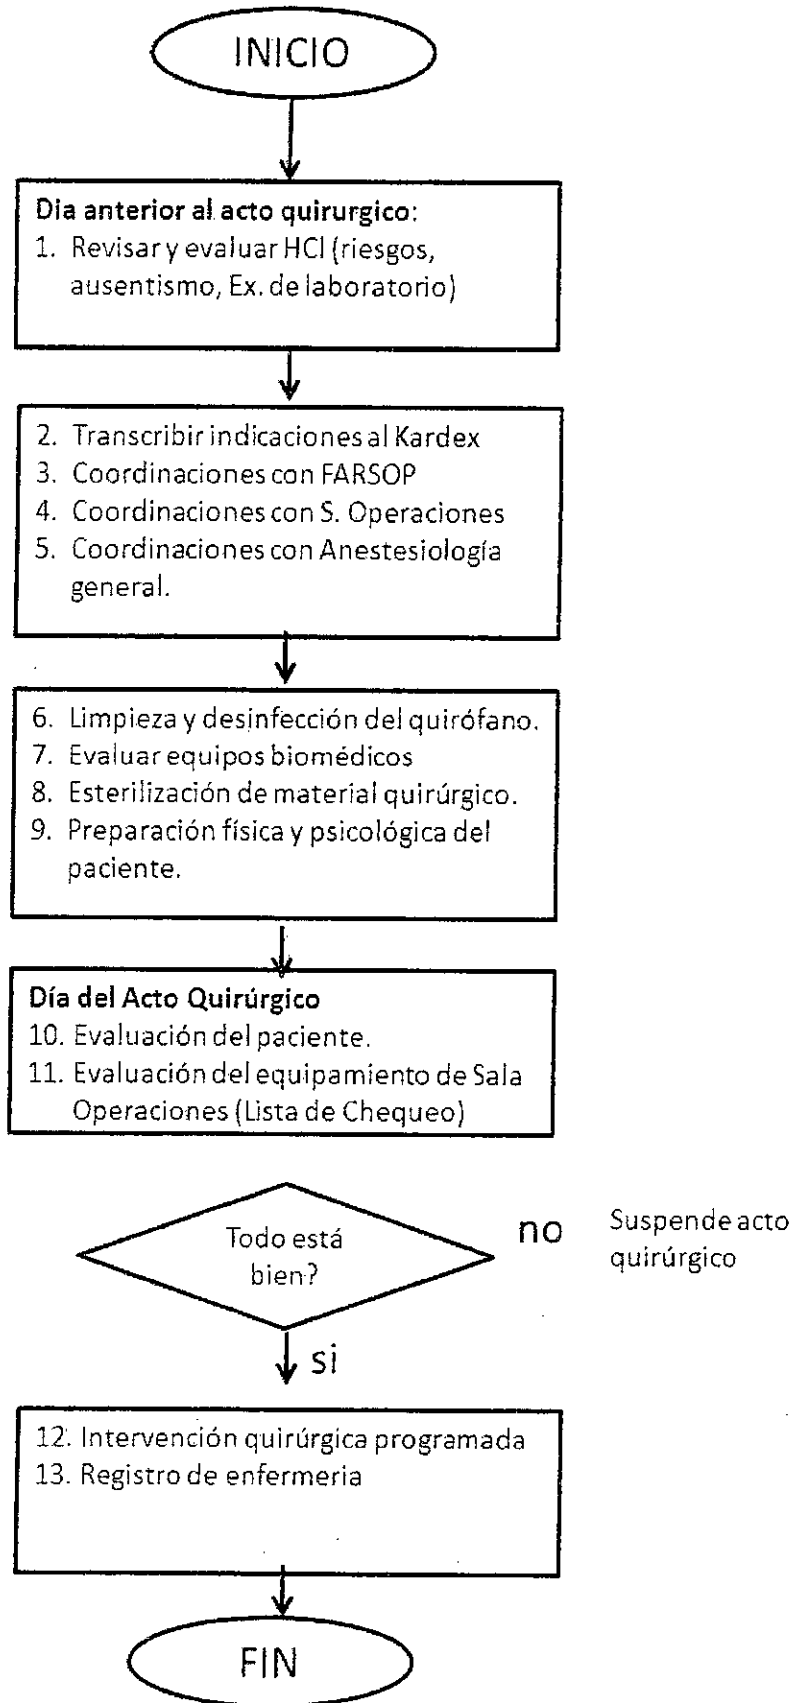 INICIO
Dia anterior al acto quirurgico:
1. Revisar y evaluar HCl (riesgos,
ausentismo, Ex. de laboratorio)
2. Transcribir indicaciones al Kardex
3. Coordinaciones con FARSOP
4. Coordinaciones con S. Operaciones
5. Coordinaciones con Anestesiología
general.
6. Limpieza y desinfección del quirófano.
7. Evaluar equipos biomédicos
8. Esterilización de material quirúrgico.
9. Preparación física y psicológica del
paciente.
Día del Acto Quirúrgico
10. Evaluación del paciente.
11. Evaluación del equipamiento de Sala
Operaciones (Lista de Chequeo)
Todo está
bien?
no
Suspende acto
quirúrgico
si
12. Intervención quirúrgica programada
13. Registro de enfermeria
FIN